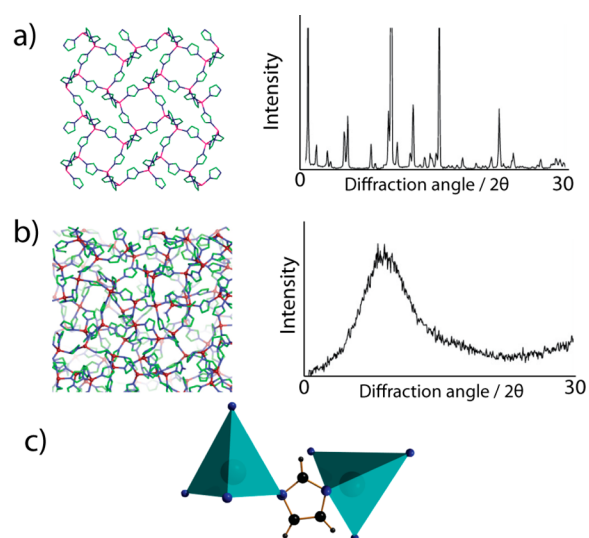 a)
Intensity
0
Diffraction angle / 2θ
30
b)
Intensity
0
Diffraction angle / 2θ
30
c)